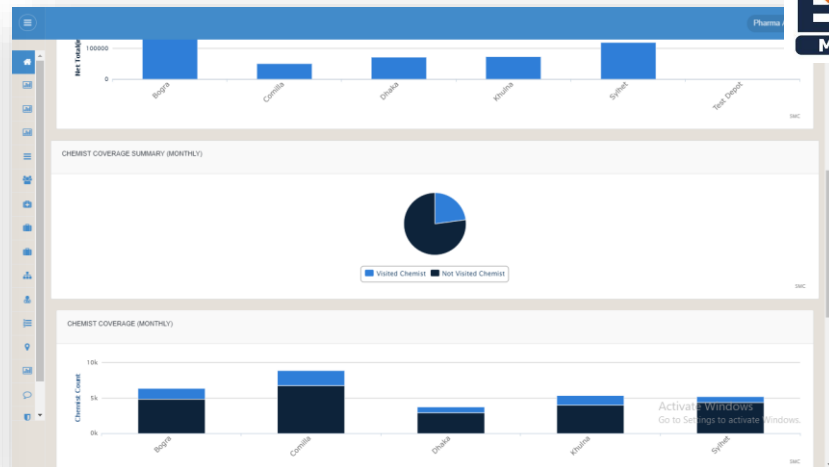 Pharma A
M
Net Total(
100000
0
Bogra
Comilla
Dhaka
Khulna
Sylhet
Test Depot
SMC
CHEMIST COVERAGE SUMMARY (MONTHLY)
Visited Chemist Not Visited Chemist
SMC
CHEMIST COVERAGE (MONTHLY)
Chemist Count
10k
5k
0k
Bogra
Comilla
Dhaka
Khulna
Sylhet
Activate Windows
Go to Settings to activate Windows.
SMC